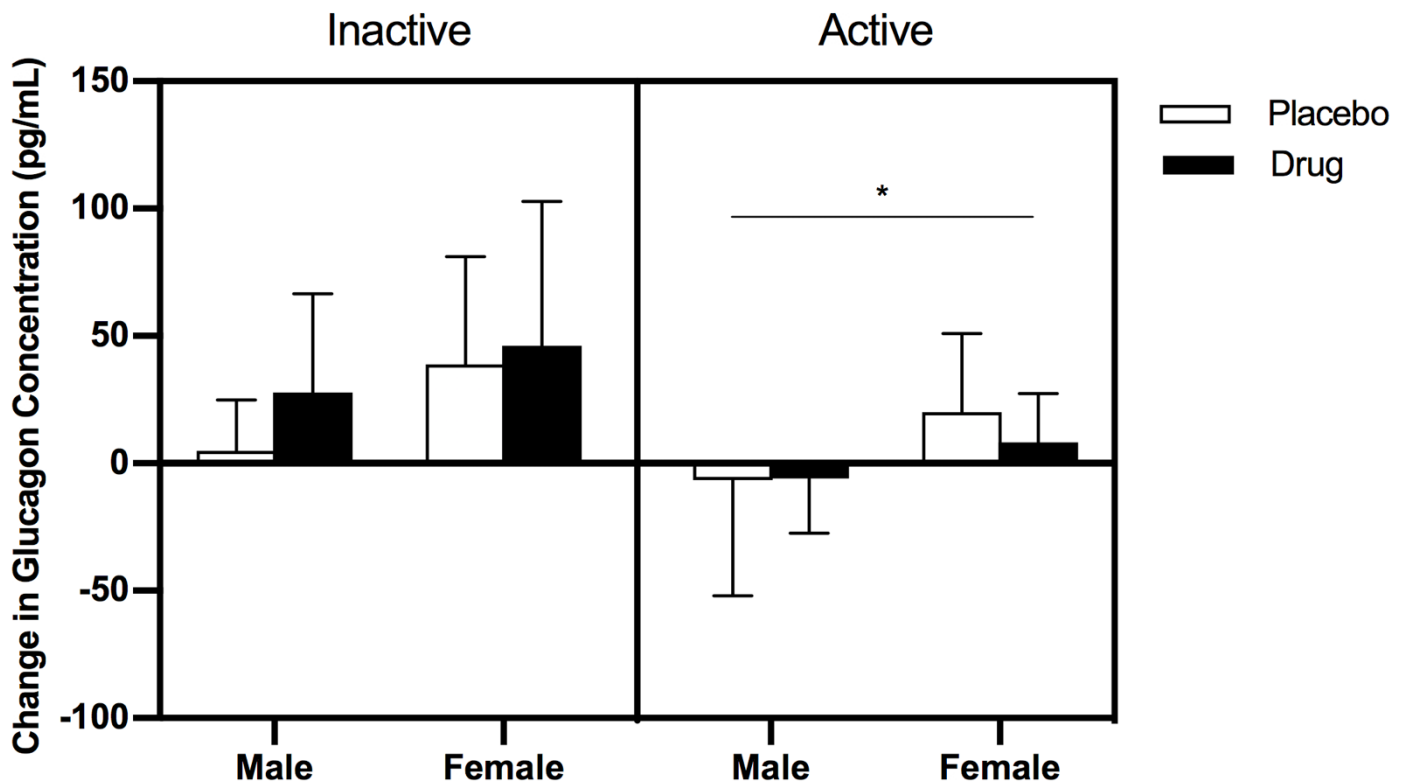 Inactive
Active
Change in Glucagon Concentration (pg/mL)
150
100
50
0
-50
-100
*
Placebo
Drug
Male
Female
Male
Female